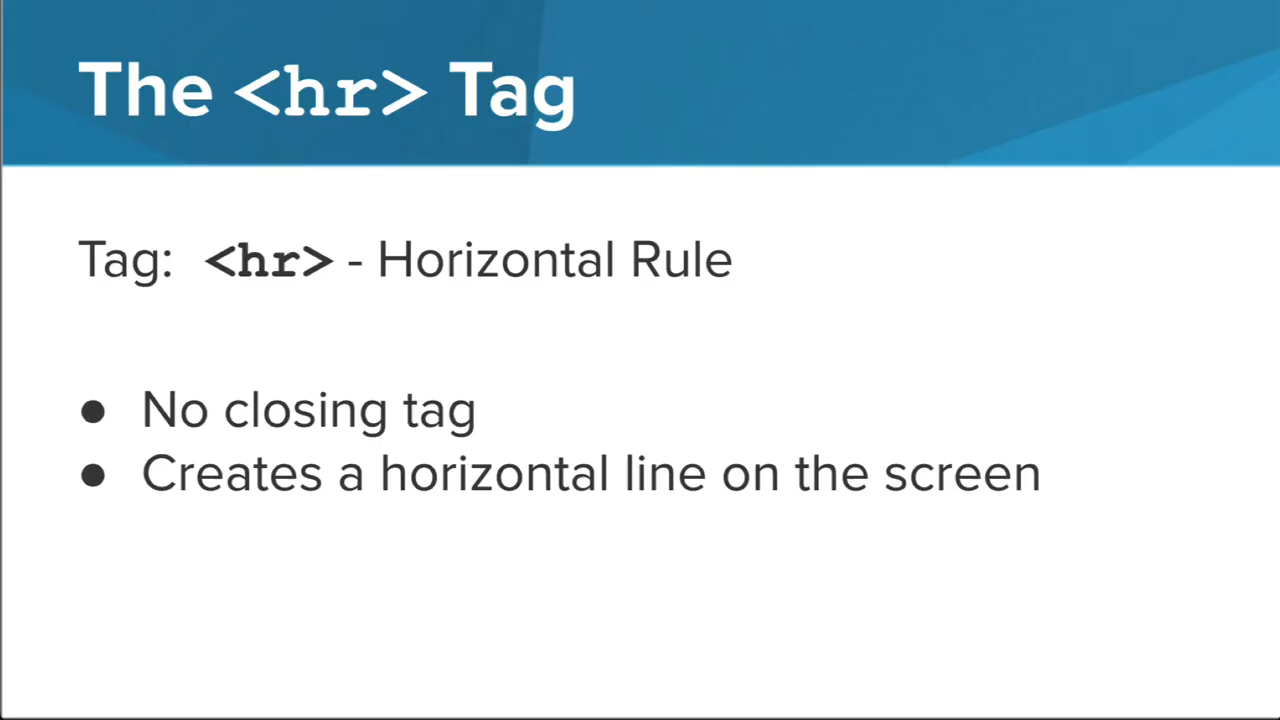 The <hr> Tag
Tag: <hr> - Horizontal Rule
● No closing tag
● Creates a horizontal line on the screen